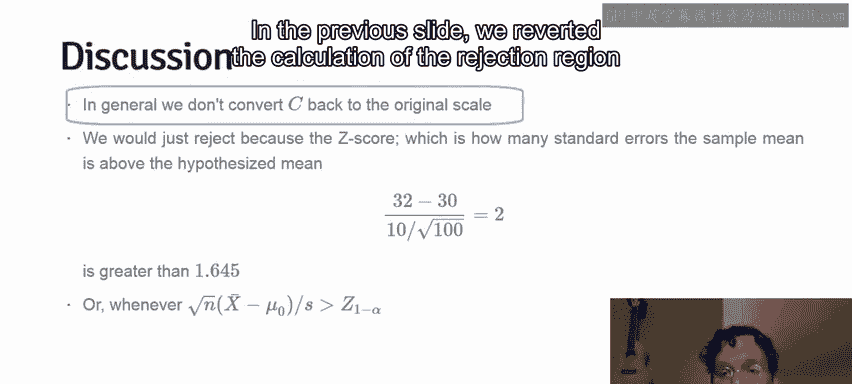 In the previous slide, we reverted
the calculation of the rejection region
Discussion
· In general we don't convert C back to the original scale
· We would just reject because the Z-score; which is how many standard errors the sample mean
is above the hypothesized mean
32 − 30
10/√100 = 2
is greater than 1.645
· Or, whenever √n(X̄ − μ₀)/s > Z₁₋α